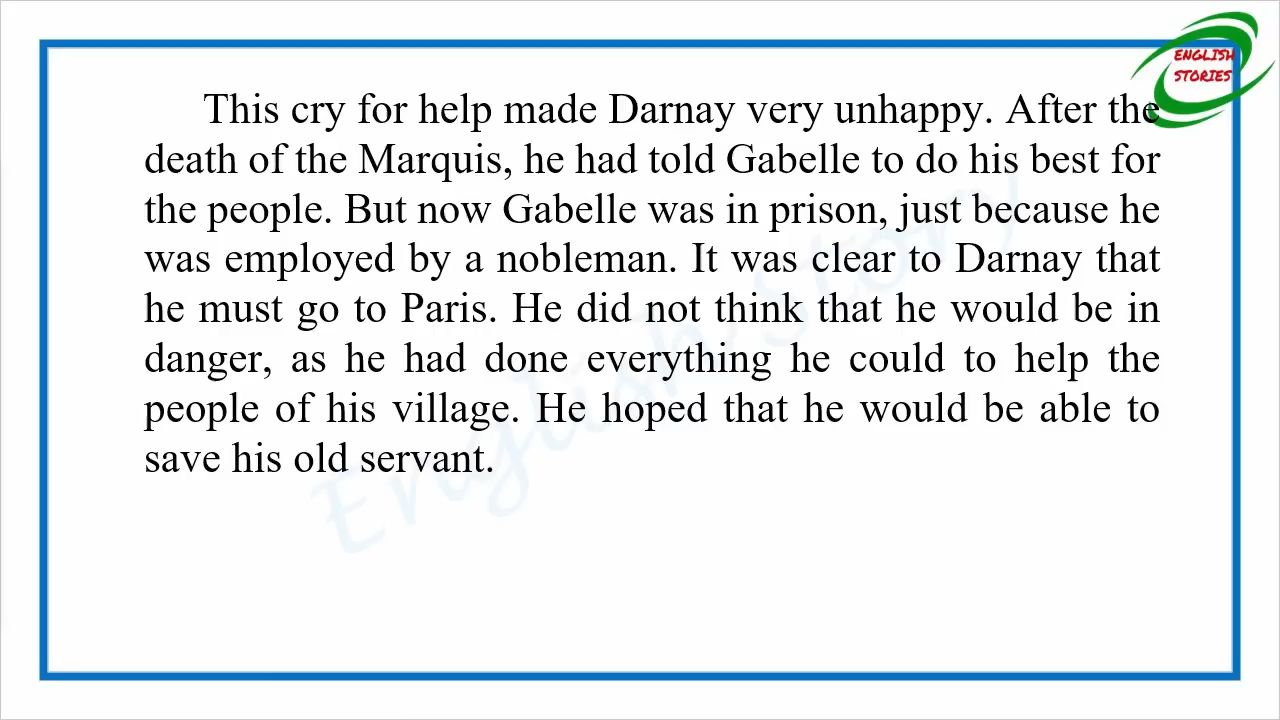 ENGLISH
STORIES
This cry for help made Darnay very unhappy. After the
death of the Marquis, he had told Gabelle to do his best for
the people. But now Gabelle was in prison, just because he
was employed by a nobleman. It was clear to Darnay that
he must go to Paris. He did not think that he would be in
danger, as he had done everything he could to help the
people of his village. He hoped that he would be able to
save his old servant.
English Story